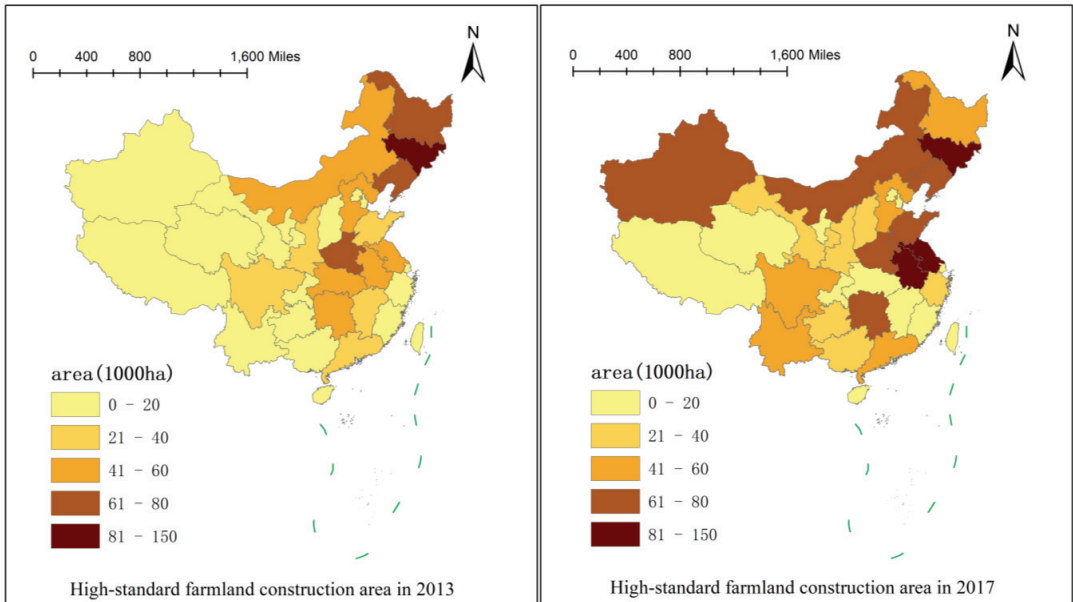 N
0 400 800 1,600 Miles
area(1000ha)
0 - 20
21 - 40
41 - 60
61 - 80
81 - 150
High-standard farmland construction area in 2013
N
0 400 800 1,600 Miles
area(1000ha)
0 - 20
21 - 40
41 - 60
61 - 80
81 - 150
High-standard farmland construction area in 2017